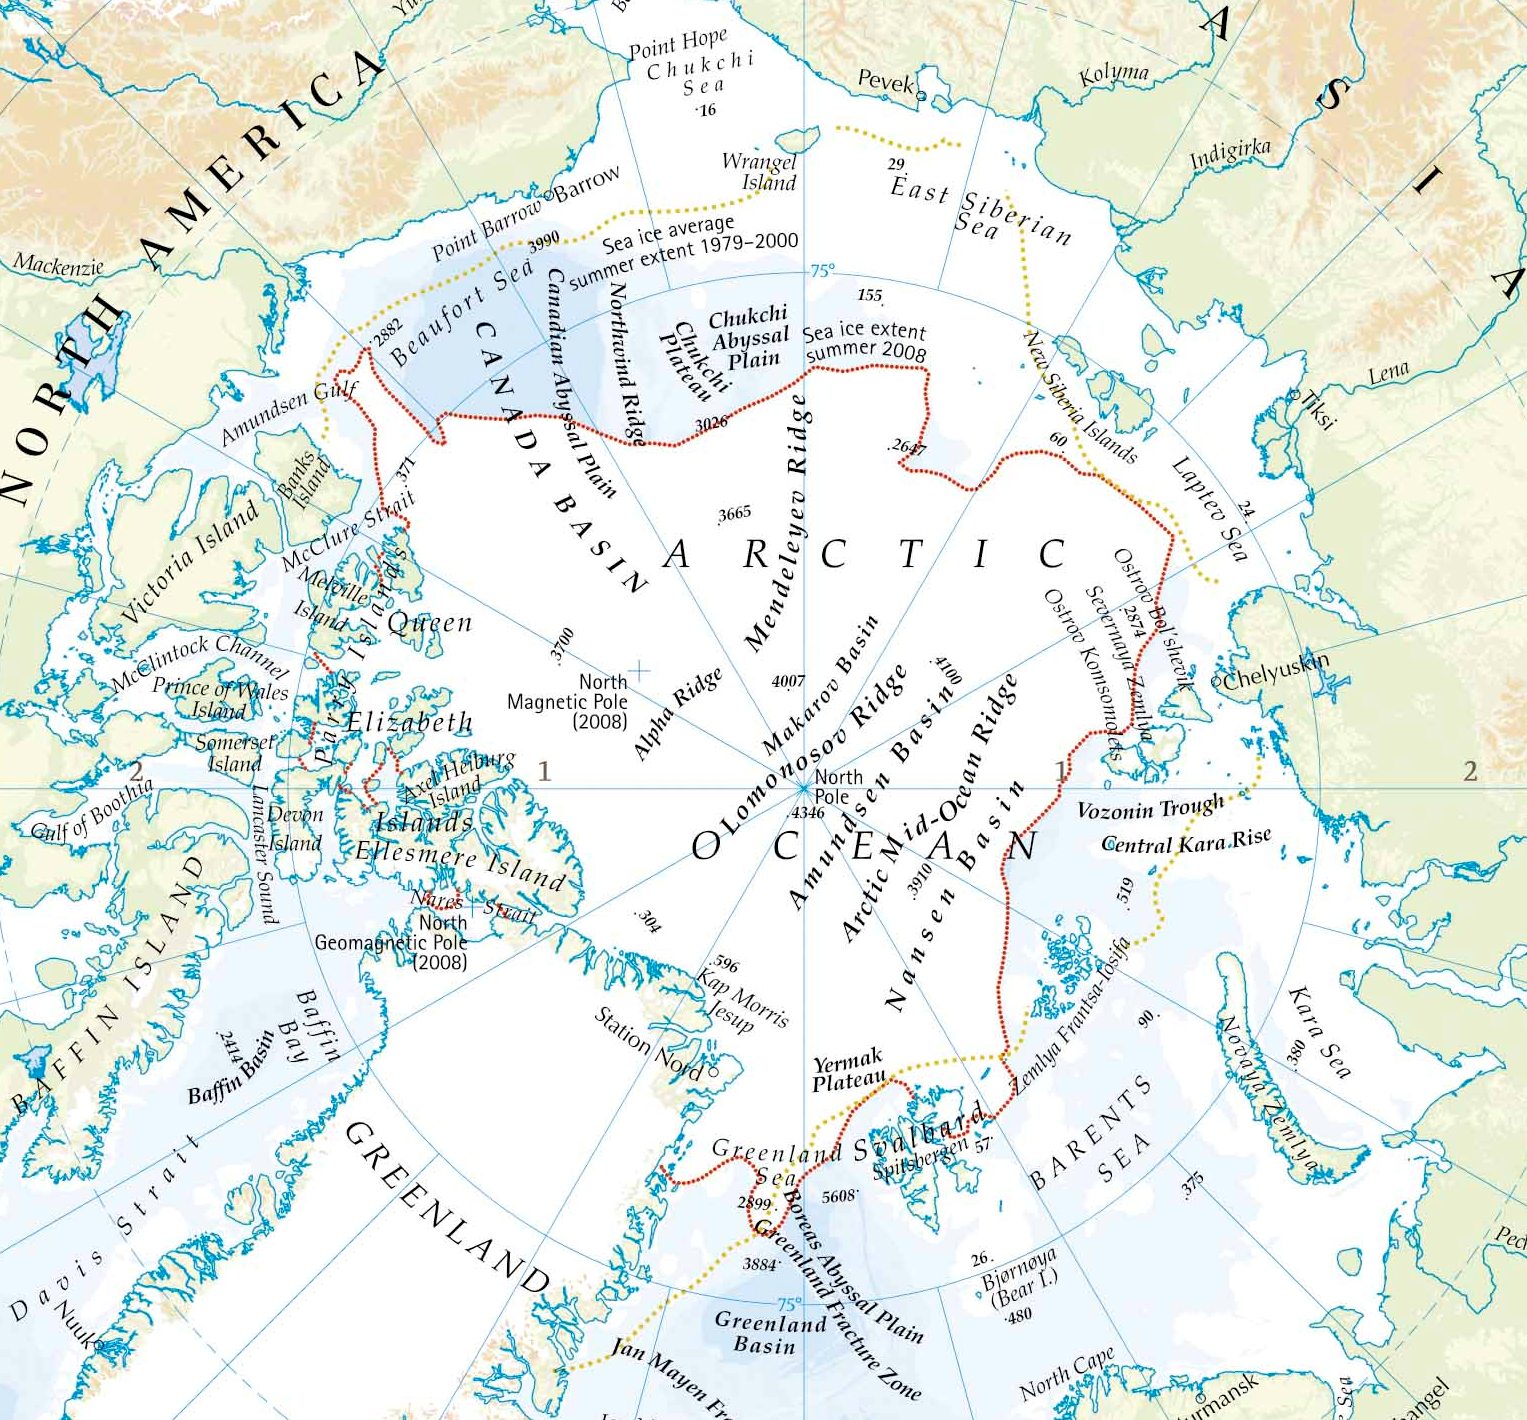 NORTH AMERICA
ASIA
Point Hope
Chukchi
Sea
·16
Pevek
Kolyma
Indigirka
Wrangel
Island
29
East Siberian
Sea
Point Barrow
Barrow
3990
Sea ice average
summer extent 1979–2000
Mackenzie
75°
155
Beaufort Sea
2882
Canadian Abyssal Plain
Northwind Ridge
Chukchi
Plateau
Chukchi
Abyssal
Plain
Sea ice extent
summer 2008
New Siberia Islands
Lena
Tiksi
Amundsen Gulf
CANADA BASIN
3026
Mendeleyev Ridge
2647
60
Laptev Sea
24
Banks
Island
371
McClure Strait
Victoria Island
3665
ARCTIC
OCEAN
Melville
Island
Parry Islands
Queen
Elizabeth
Islands
3700
North
Magnetic Pole
(2008)
Alpha Ridge
4007
Makarov Basin
Lomonosov Ridge
4100
Amundsen Basin
Arctic Mid-Ocean Ridge
Nansen Basin
3910
Ostrov Bol'shevik
2874
Severnaya Zemlya
Ostrov Komsomolets
Chelyuskin
McClintock Channel
Prince of Wales
Island
Somerset
Island
2
1
1
2
North
Pole
4346
Gulf of Boothia
Lancaster Sound
Devon
Island
Axel Heiburg
Island
Ellesmere Island
Nares Strait
North
Geomagnetic Pole
(2008)
Vozonin Trough
Central Kara Rise
519
304
596
Kap Morris
Jesup
Station Nord
BAFFIN ISLAND
Baffin
Bay
2414
Baffin Basin
Davis Strait
Nuuk
GREENLAND
Yermak
Plateau
Zemlya Frantsa-Iosifa
90
Kara Sea
380
Novaya Zemlya
BARENTS
SEA
375
Greenland
Sea
Svalbard
Spitsbergen
57
2899
5608
Boreas Abyssal Plain
Greenland Fracture Zone
3884
75°
Greenland
Basin
Jan Mayen Fra
26
Bjørnøya
(Bear I.)
·480
North Cape
urmansk
Sea
angel
Pech